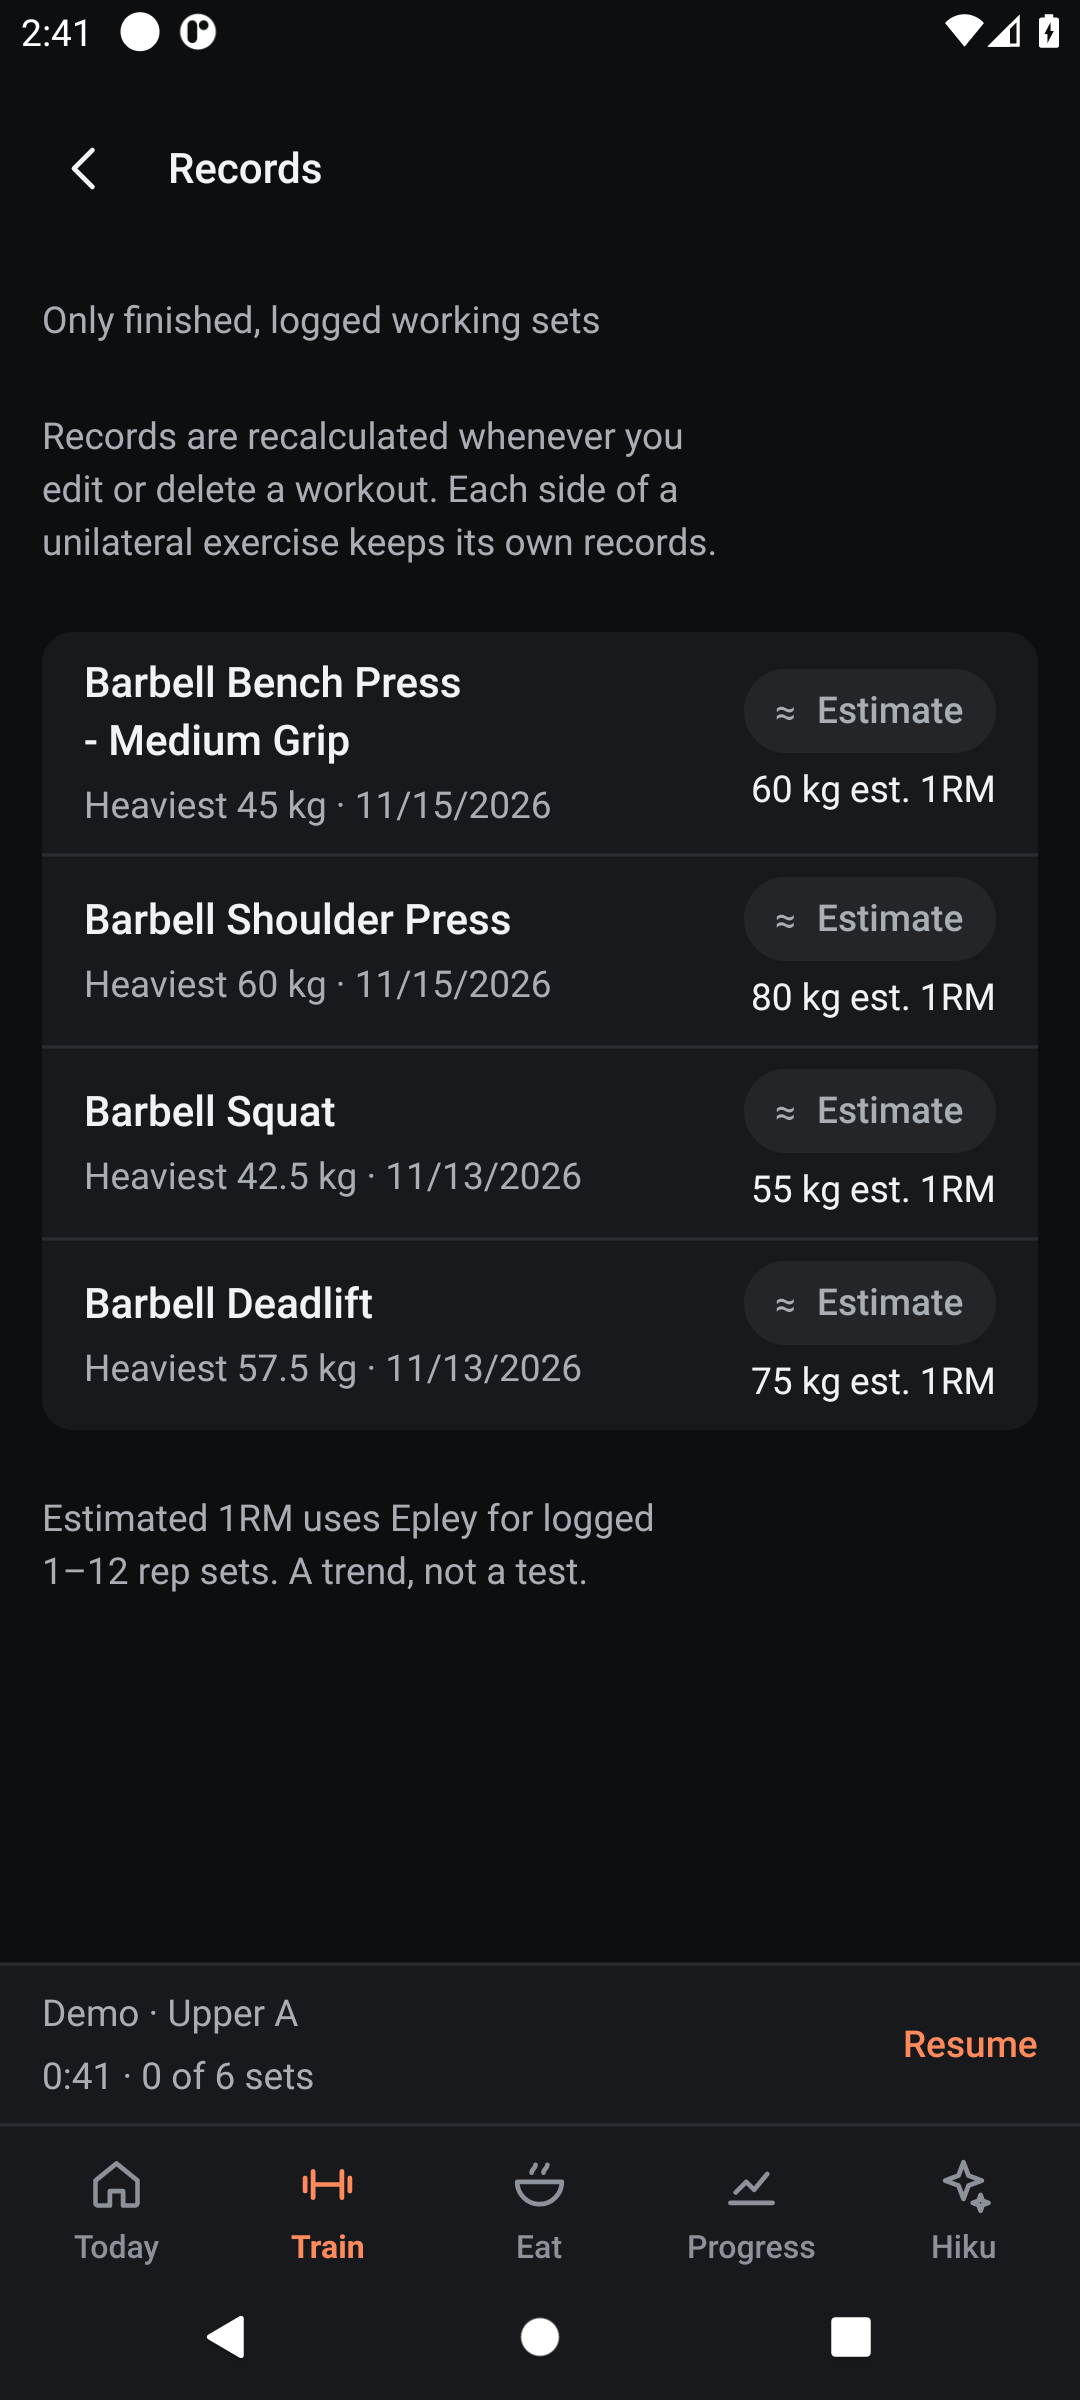 2:41
Records
Only finished, logged working sets
Records are recalculated whenever you
edit or delete a workout. Each side of a
unilateral exercise keeps its own records.
Barbell Bench Press
- Medium Grip
Heaviest 45 kg · 11/15/2026
≈ Estimate
60 kg est. 1RM
Barbell Shoulder Press
Heaviest 60 kg · 11/15/2026
≈ Estimate
80 kg est. 1RM
Barbell Squat
Heaviest 42.5 kg · 11/13/2026
≈ Estimate
55 kg est. 1RM
Barbell Deadlift
Heaviest 57.5 kg · 11/13/2026
≈ Estimate
75 kg est. 1RM
Estimated 1RM uses Epley for logged
1–12 rep sets. A trend, not a test.
Demo · Upper A
0:41 · 0 of 6 sets
Resume
Today
Train
Eat
Progress
Hiku